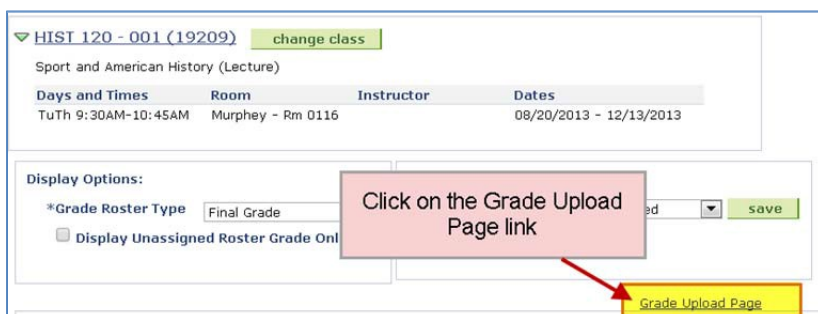 HIST 120 - 001 (19209) change class
Sport and American History (Lecture)
Days and Times Room Instructor Dates
TuTh 9:30AM-10:45AM Murphey - Rm 0116 08/20/2013 - 12/13/2013
Display Options:
*Grade Roster Type Final Grade
Display Unassigned Roster Grade Onl
Click on the Grade Upload
Page link
ed save
Grade Upload Page